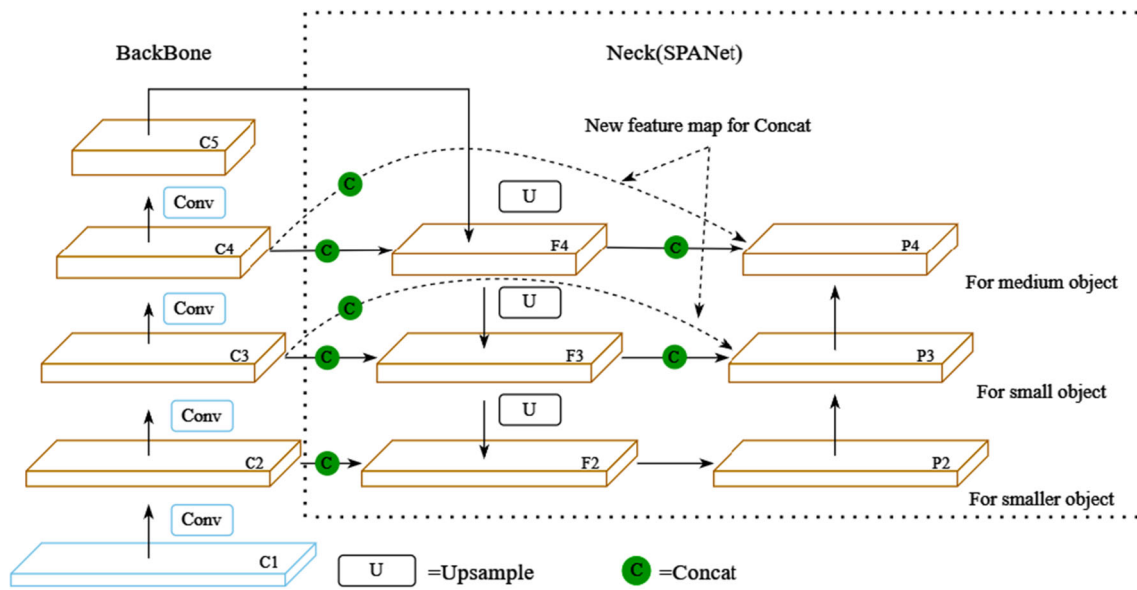 BackBone
Neck(SPANet)
New feature map for Concat
C5
C
U
Conv
C4
C
F4
C
P4
For medium object
Conv
C
U
C3
C
F3
C
P3
For small object
Conv
U
C2
C
F2
P2
For smaller object
Conv
C1
U =Upsample
C =Concat